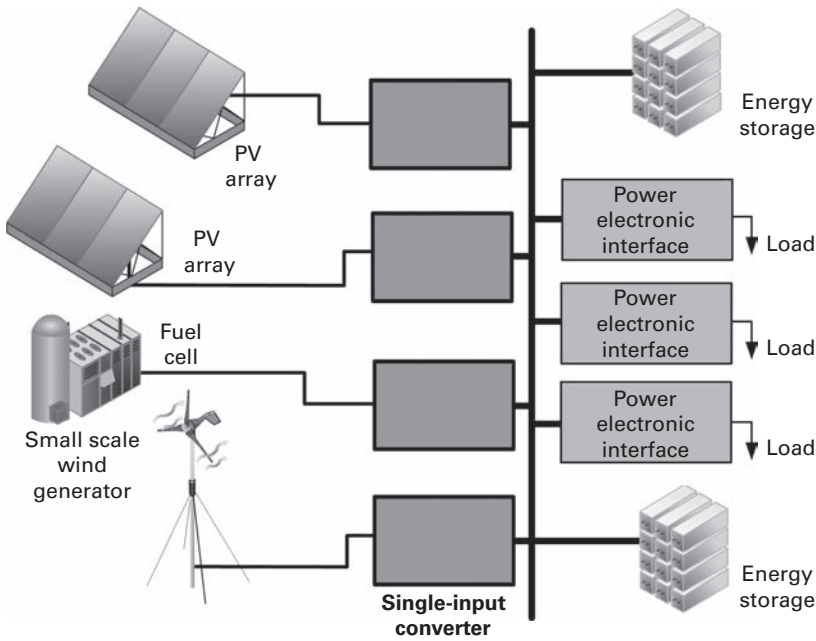 PV
array
Energy
storage
PV
array
Power
electronic
interface
Load
Fuel
cell
Power
electronic
interface
Load
Small scale
wind
generator
Power
electronic
interface
Load
Single-input
converter
Energy
storage